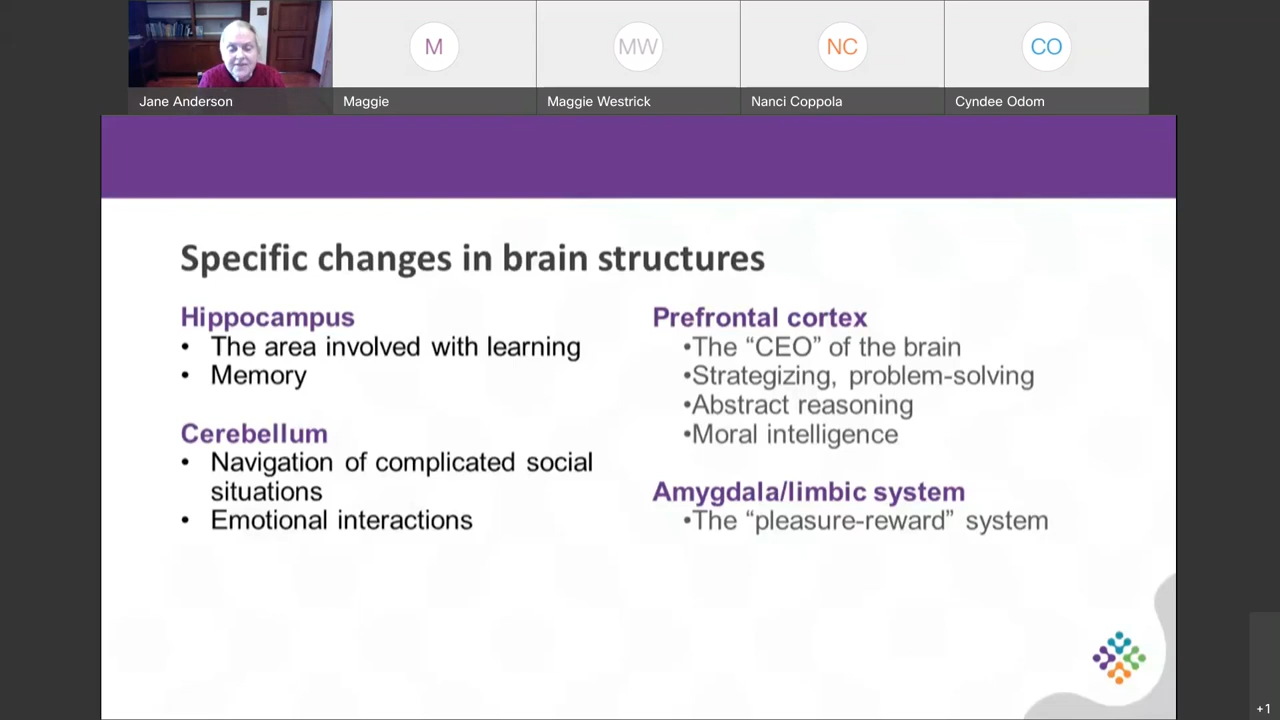 M
MW
NC
CO
Jane Anderson
Maggie
Maggie Westrick
Nanci Coppola
Cyndee Odom
Specific changes in brain structures
Hippocampus
• The area involved with learning
• Memory
Cerebellum
• Navigation of complicated social
situations
• Emotional interactions
Prefrontal cortex
•The “CEO” of the brain
•Strategizing, problem-solving
•Abstract reasoning
•Moral intelligence
Amygdala/limbic system
•The “pleasure-reward” system
+1